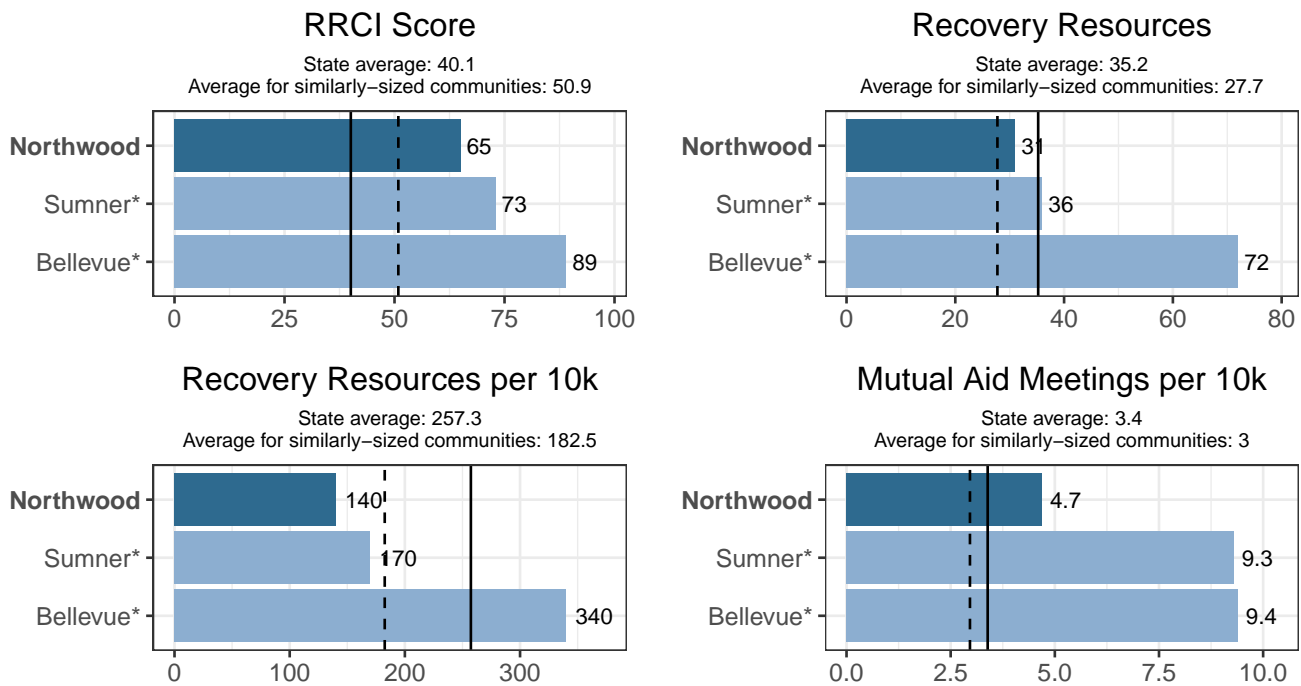 RRCI Score
State average: 40.1
Average for similarly−sized communities: 50.9
Northwood 65
Sumner* 73
Bellevue* 89
0 25 50 75 100
Recovery Resources
State average: 35.2
Average for similarly−sized communities: 27.7
Northwood 31
Sumner* 36
Bellevue* 72
0 20 40 60 80
Recovery Resources per 10k
State average: 257.3
Average for similarly−sized communities: 182.5
Northwood 140
Sumner* 170
Bellevue* 340
0 100 200 300
Mutual Aid Meetings per 10k
State average: 3.4
Average for similarly−sized communities: 3
Northwood 4.7
Sumner* 9.3
Bellevue* 9.4
0.0 2.5 5.0 7.5 10.0